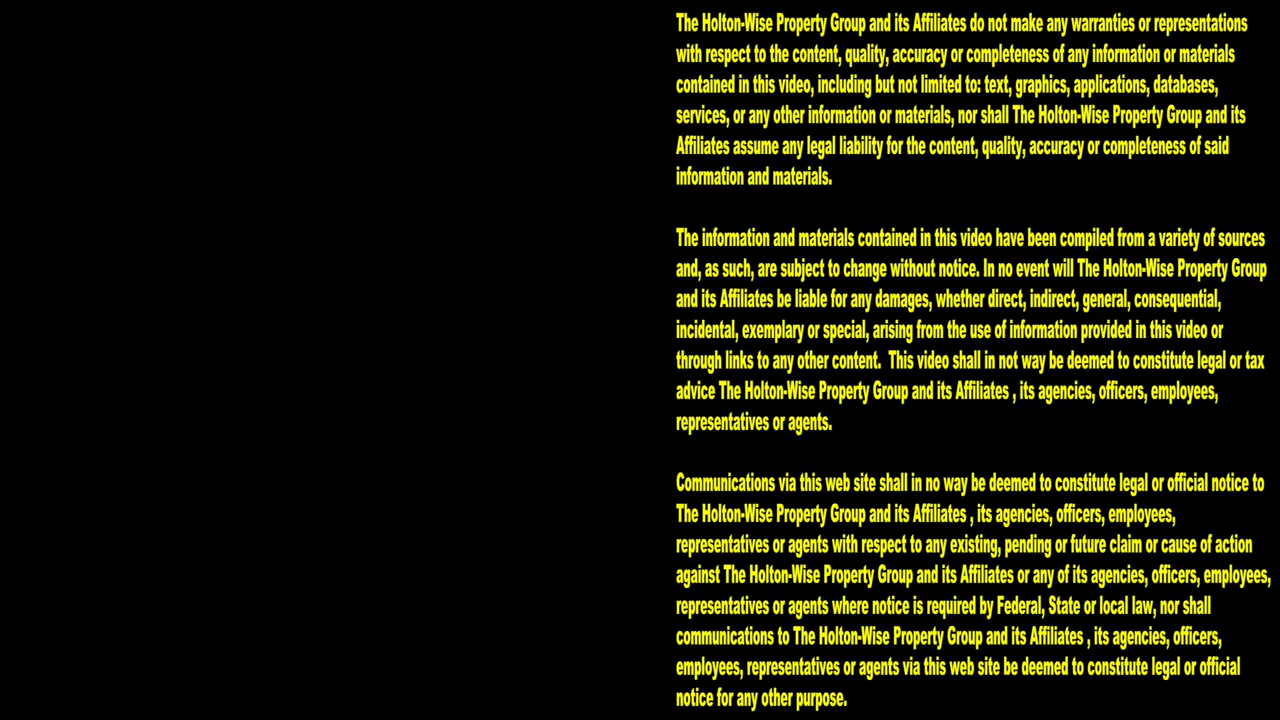 The Holton-Wise Property Group and its Affiliates do not make any warranties or representations
with respect to the content, quality, accuracy or completeness of any information or materials
contained in this video, including but not limited to: text, graphics, applications, databases,
services, or any other information or materials, nor shall The Holton-Wise Property Group and its
Affiliates assume any legal liability for the content, quality, accuracy or completeness of said
information and materials.
The information and materials contained in this video have been compiled from a variety of sources
and, as such, are subject to change without notice. In no event will The Holton-Wise Property Group
and its Affiliates be liable for any damages, whether direct, indirect, general, consequential,
incidental, exemplary or special, arising from the use of information provided in this video or
through links to any other content.  This video shall in not way be deemed to constitute legal or tax
advice The Holton-Wise Property Group and its Affiliates , its agencies, officers, employees,
representatives or agents.
Communications via this web site shall in no way be deemed to constitute legal or official notice to
The Holton-Wise Property Group and its Affiliates , its agencies, officers, employees,
representatives or agents with respect to any existing, pending or future claim or cause of action
against The Holton-Wise Property Group and its Affiliates or any of its agencies, officers, employees,
representatives or agents where notice is required by Federal, State or local law, nor shall
communications to The Holton-Wise Property Group and its Affiliates , its agencies, officers,
employees, representatives or agents via this web site be deemed to constitute legal or official
notice for any other purpose.